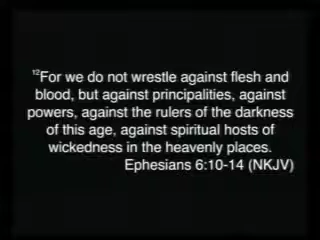 12For we do not wrestle against flesh and
blood, but against principalities, against
powers, against the rulers of the darkness
of this age, against spiritual hosts of
wickedness in the heavenly places.
Ephesians 6:10-14 (NKJV)